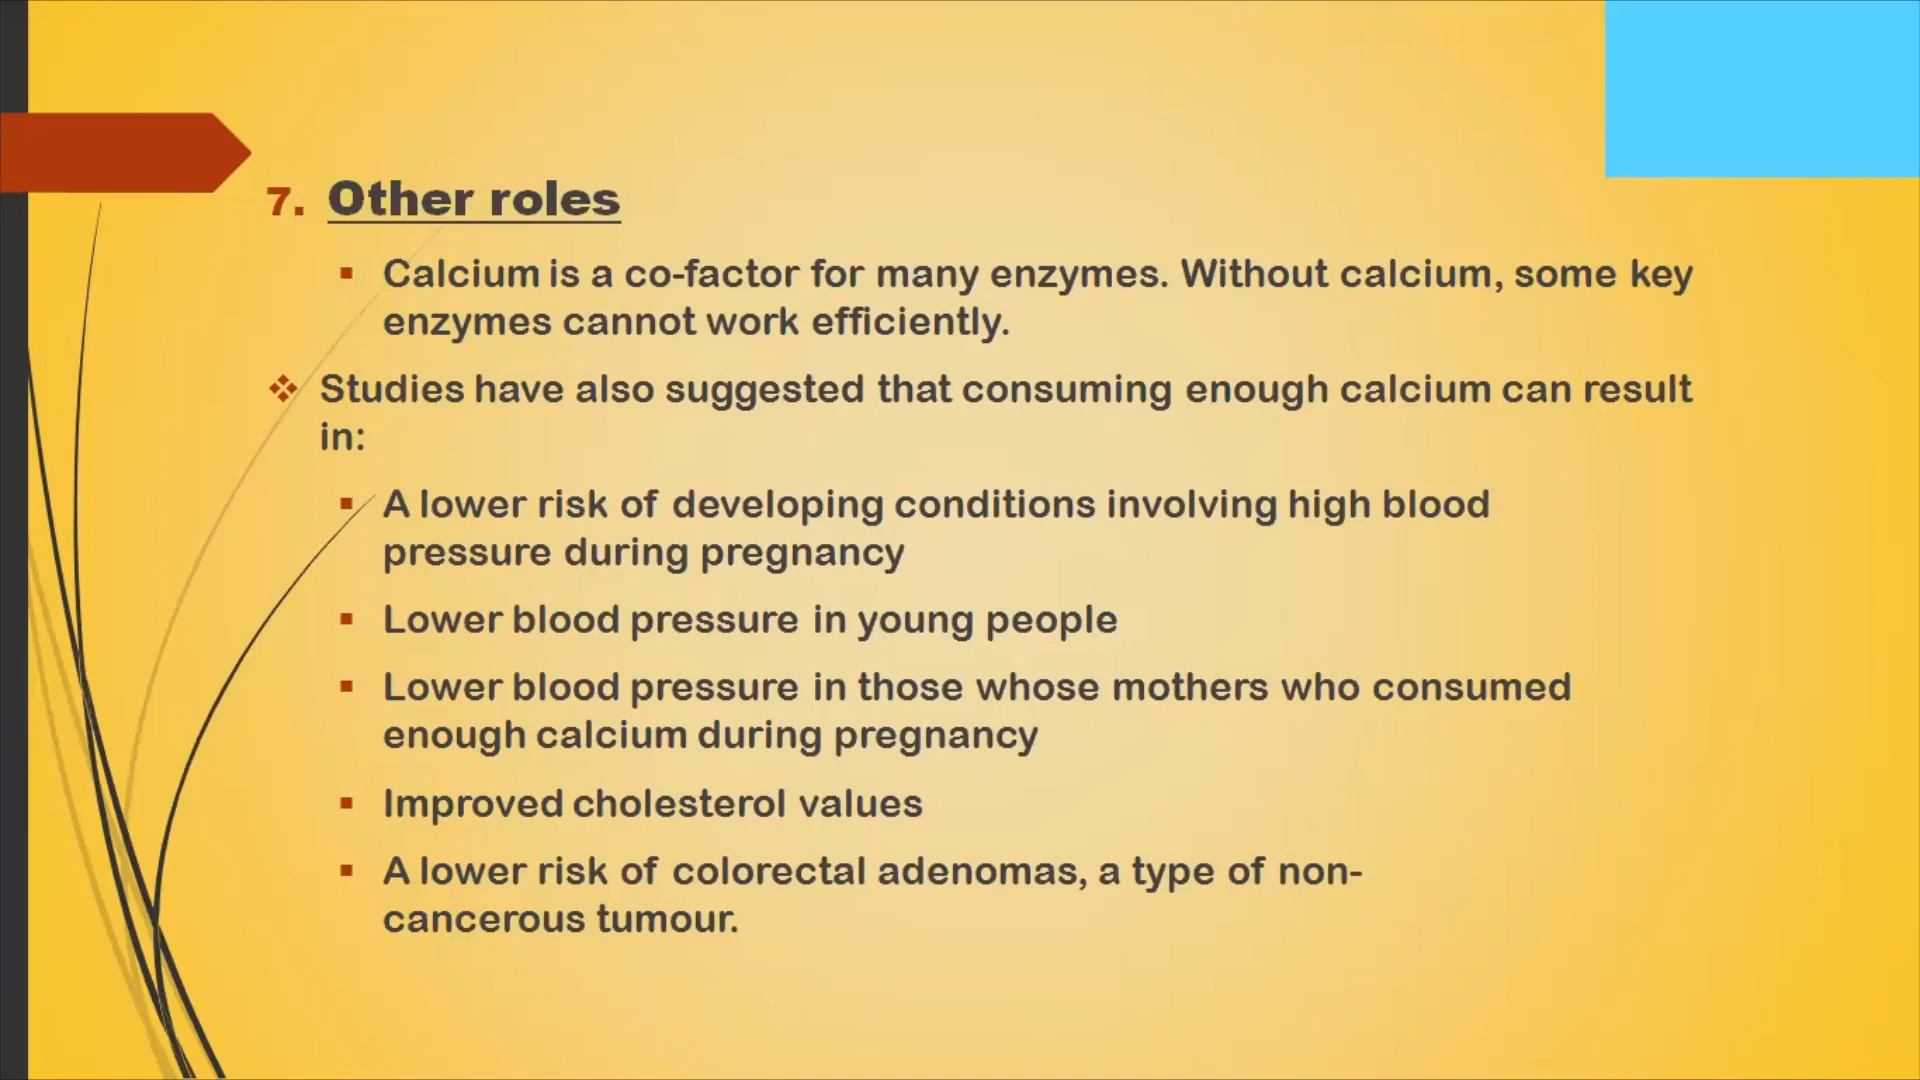 7. Other roles
Calcium is a co-factor for many enzymes. Without calcium, some key
enzymes cannot work efficiently.
Studies have also suggested that consuming enough calcium can result
in:
A lower risk of developing conditions involving high blood
pressure during pregnancy
Lower blood pressure in young people
Lower blood pressure in those whose mothers who consumed
enough calcium during pregnancy
Improved cholesterol values
A lower risk of colorectal adenomas, a type of non-
cancerous tumour.